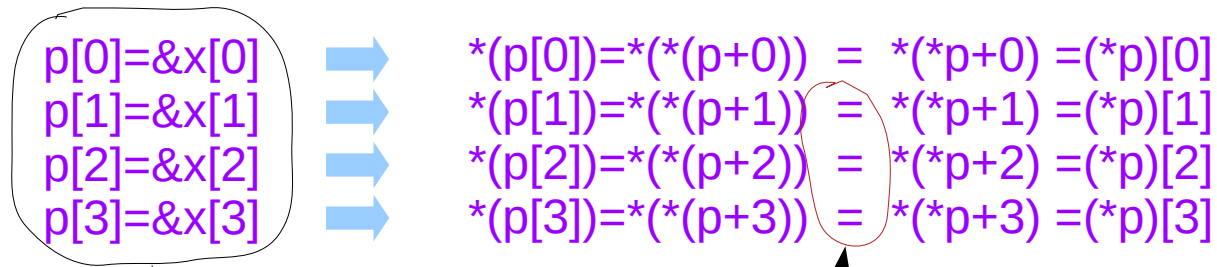 p[0]=&x[0] *(p[0])=*(*(p+0)) = *(*p+0) =(*p)[0]
p[1]=&x[1] *(p[1])=*(*(p+1)) = *(*p+1) =(*p)[1]
p[2]=&x[2] *(p[2])=*(*(p+2)) = *(*p+2) =(*p)[2]
p[3]=&x[3] *(p[3])=*(*(p+3)) = *(*p+3) =(*p)[3]